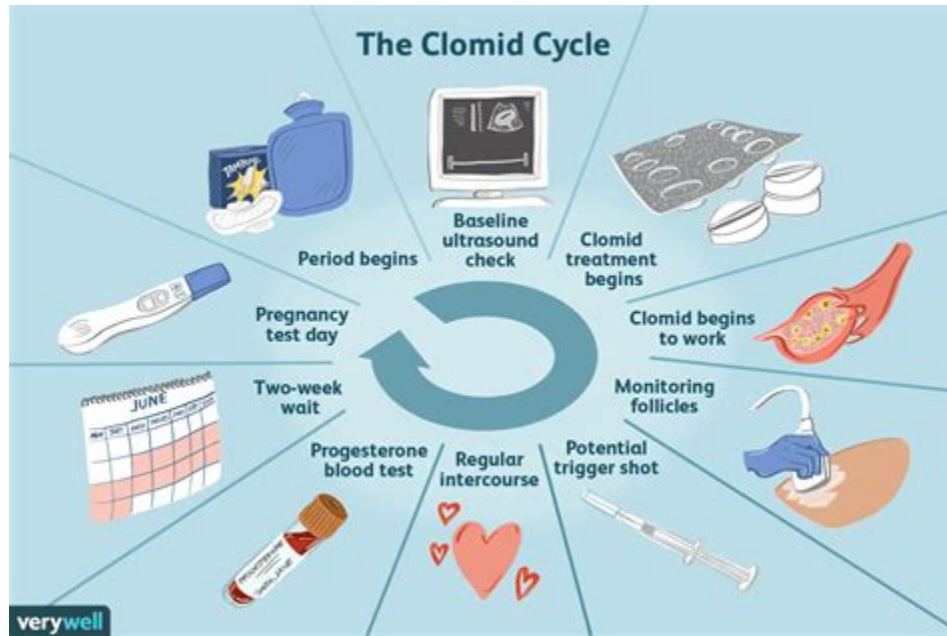 The Clomid Cycle
Period begins
Baseline
ultrasound
check
Clomid
treatment
begins
Clomid begins
to work
Monitoring
follicles
Potential
trigger shot
Regular
intercourse
Progesterone
blood test
Two-week
wait
Pregnancy
test day
JUNE
PROGESTERONE
verywell